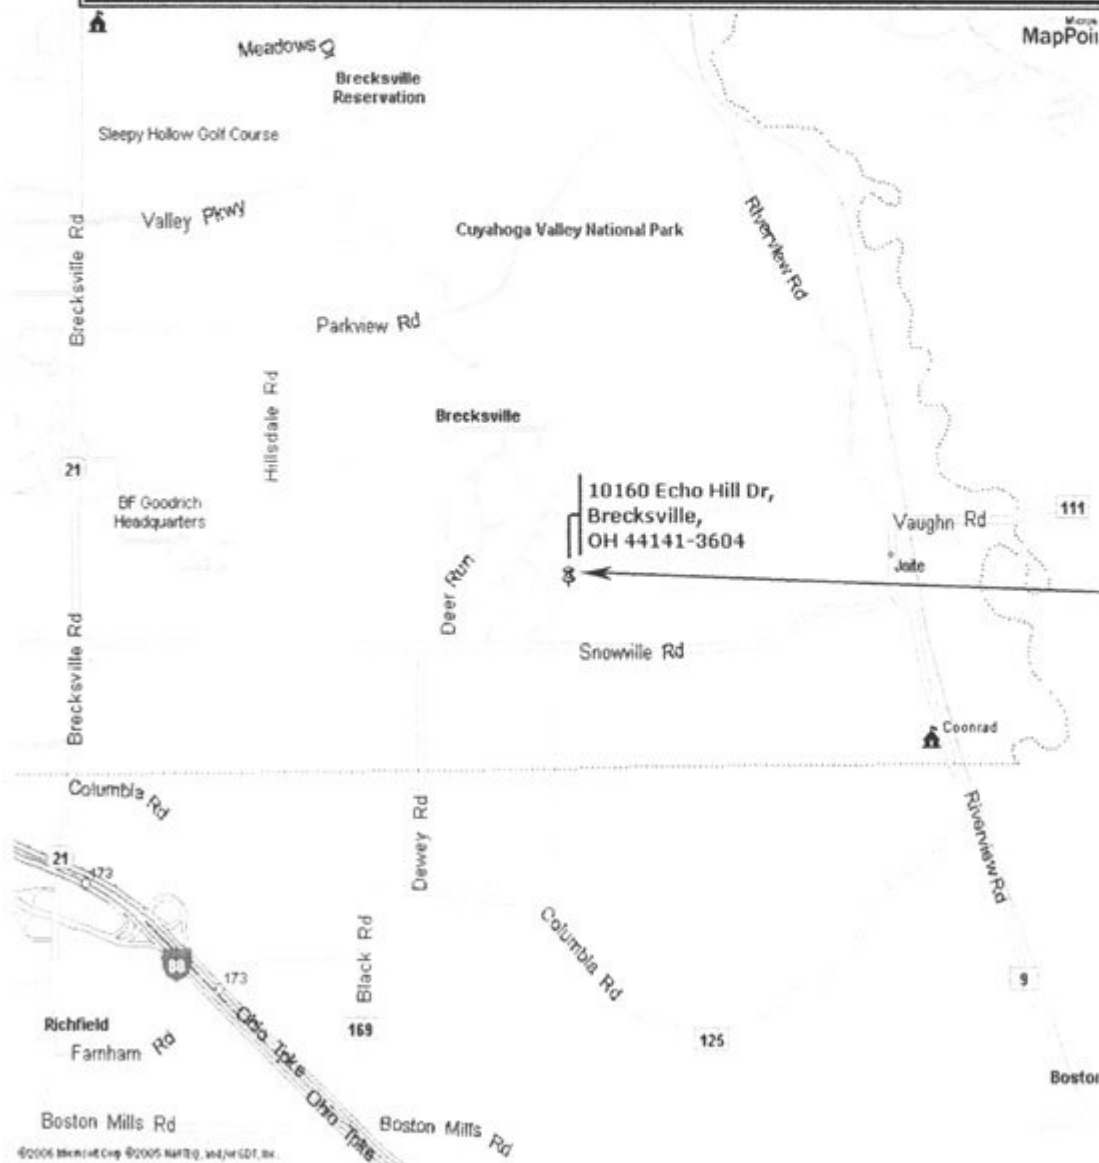 MapPoi
Meadows Dr
Brecksville
Reservation
Sleepy Hollow Golf Course
Valley Pkwy
Brecksville Rd
Cuyahoga Valley National Park
Riverview Rd
Parkview Rd
Hillsdale Rd
Brecksville
21
BF Goodrich
Headquarters
10160 Echo Hill Dr,
Brecksville,
OH 44141-3604
Vaughn Rd
111
Jaite
Deer Run
Snowville Rd
Brecksville Rd
Coonrad
Columbia Rd
Dewey Rd
Riverview Rd
21
173
Black Rd
Columbia Rd
173
9
Richfield
Farnham Rd
Ohio Tpke
169
125
Boston
Boston Mills Rd
Ohio Tpke
Boston Mills Rd